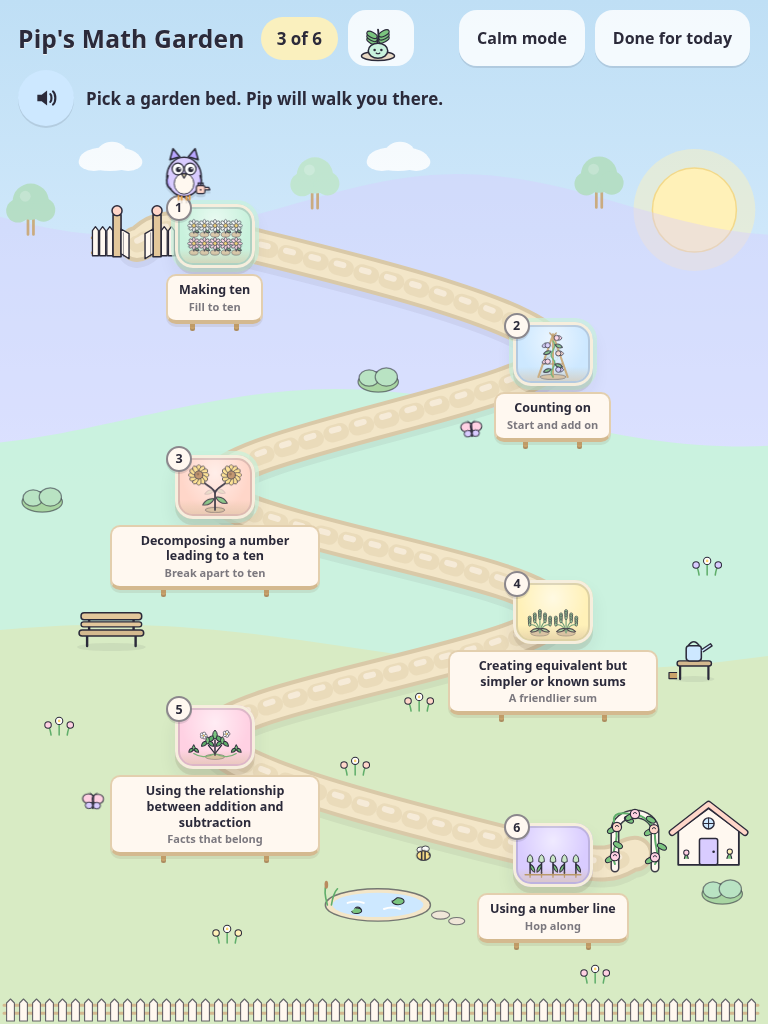 Pip's Math Garden
3 of 6
Calm mode
Done for today
Pick a garden bed. Pip will walk you there.
1
Making ten
Fill to ten
2
Counting on
Start and add on
3
Decomposing a number
leading to a ten
Break apart to ten
4
Creating equivalent but
simpler or known sums
A friendlier sum
5
Using the relationship
between addition and
subtraction
Facts that belong
6
Using a number line
Hop along